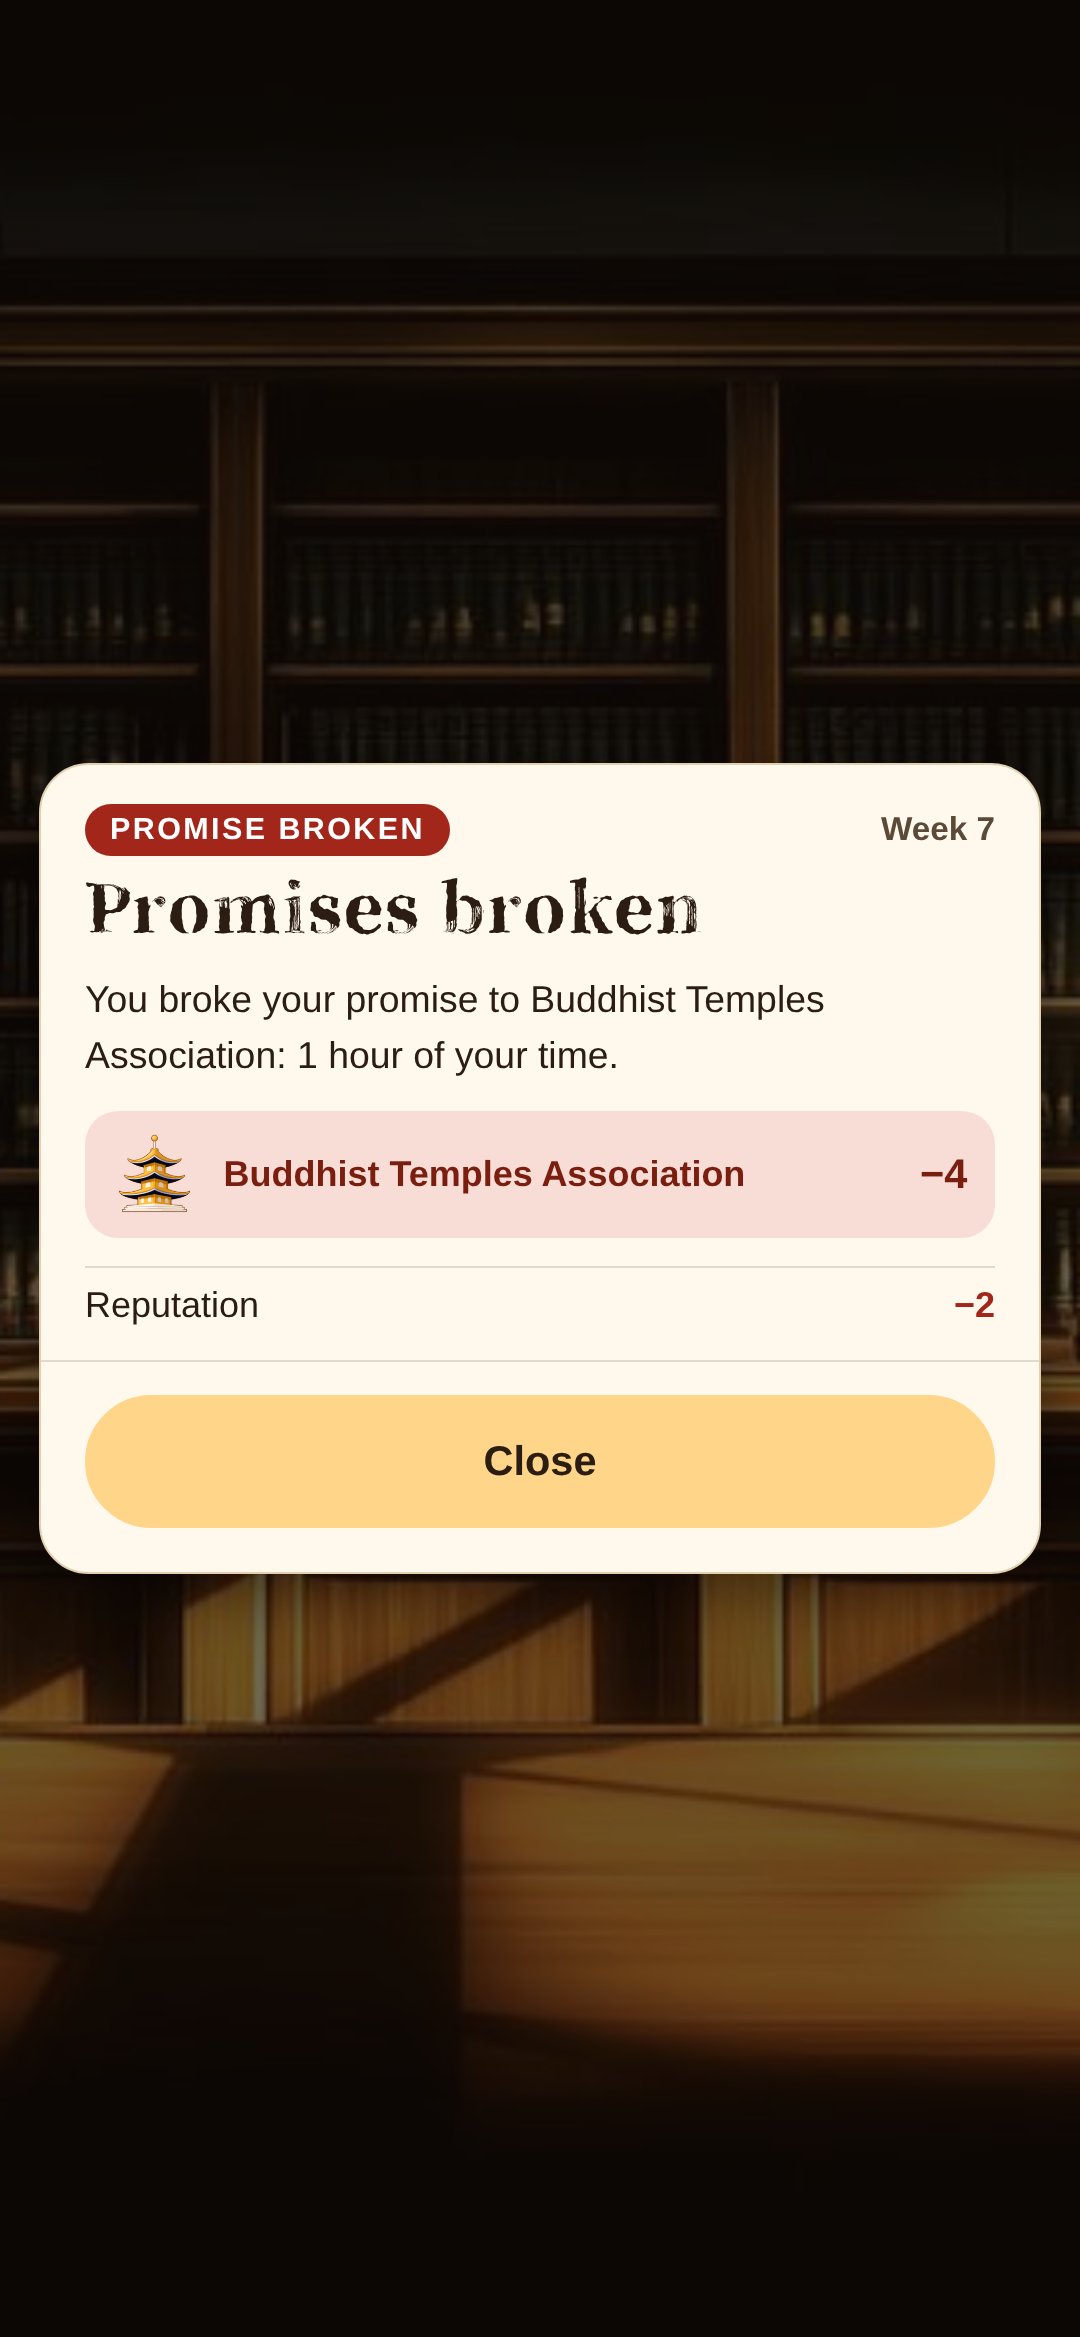 PROMISE BROKEN
Week 7
Promises broken
You broke your promise to Buddhist Temples
Association: 1 hour of your time.
Buddhist Temples Association −4
Reputation −2
Close